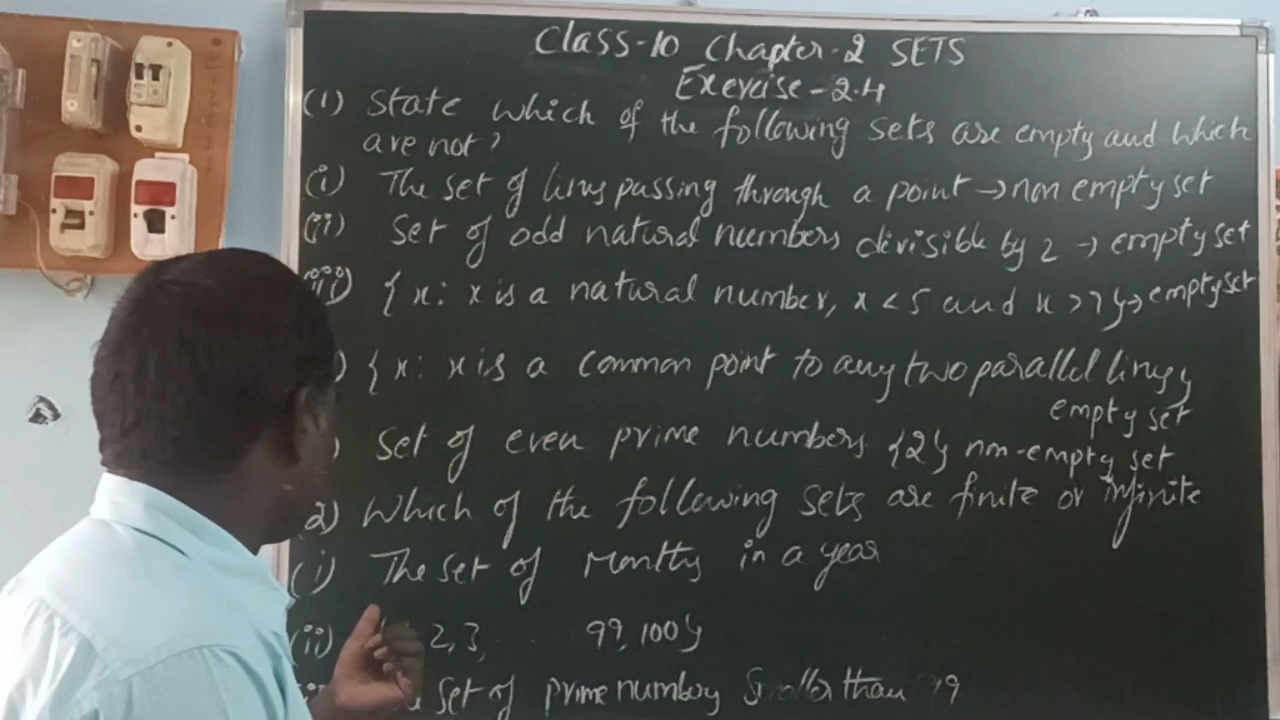 Class-10 Chapter-2 SETS
Exercise-2.4
(1) State which of the following sets are empty and which
are not?
(i) The set of lines passing through a point → non empty set
(ii) Set of odd natural numbers divisible by 2 → empty set
(iii) {x: x is a natural number, x < 5 and x > 7} → empty set
) {x: x is a common point to any two parallel lines}
empty set
) Set of even prime numbers {2} non-empty set
2) Which of the following sets are finite or infinite
(i) The set of Months in a year
(ii) 2, 3, 99, 100}
set of prime numbers smaller than 99